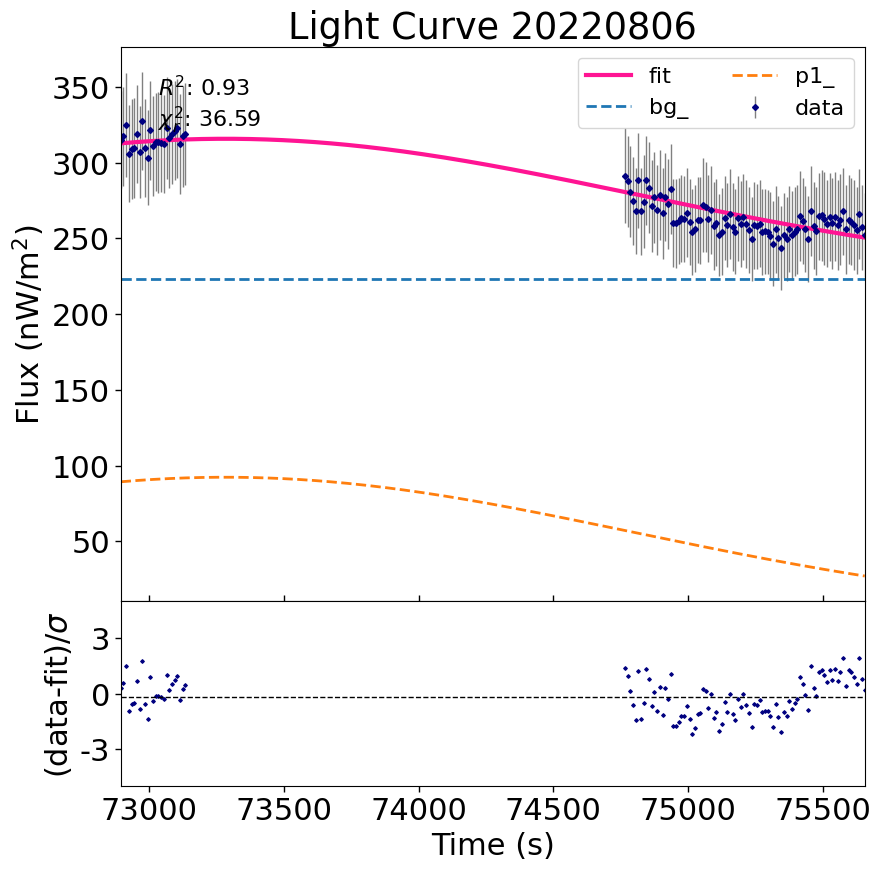 Light Curve 20220806
R²: 0.93
χ²: 36.59
fit
bg_
p1_
data
Flux (nW/m²)
350
300
250
200
150
100
50
(data-fit)/σ
3
0
-3
73000 73500 74000 74500 75000 75500
Time (s)